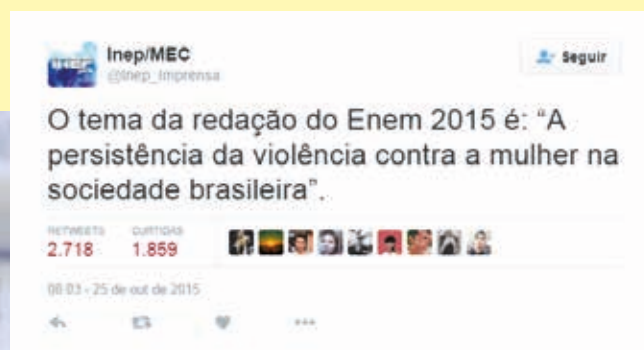 Inep/MEC
@Inep_Imprensa
Seguir
O tema da redação do Enem 2015 é: “A
persistência da violência contra a mulher na
sociedade brasileira”.
RETWEETS CURTIDAS
2.718 1.859
08:03 - 25 de out de 2015